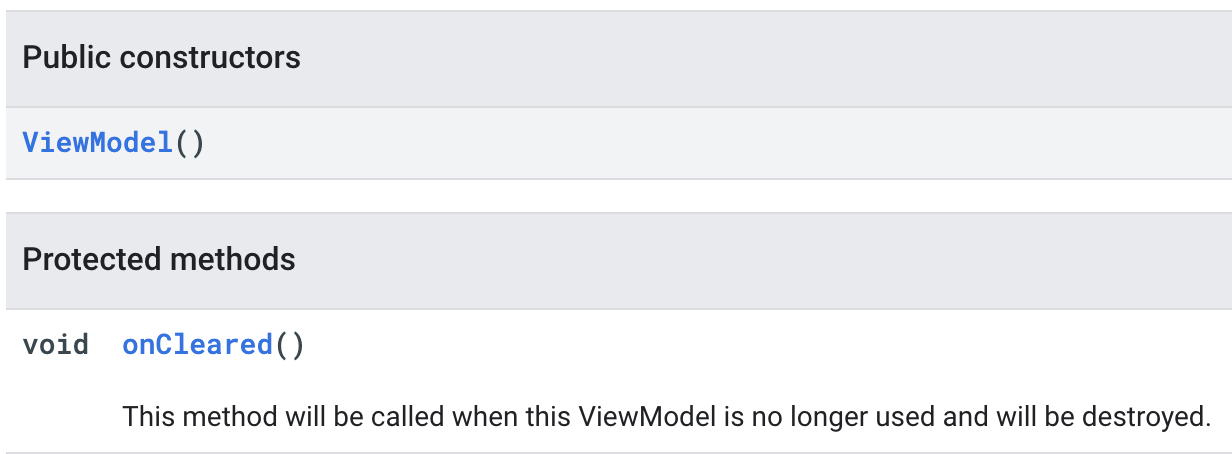 Public constructors
ViewModel()
Protected methods
void onCleared()
This method will be called when this ViewModel is no longer used and will be destroyed.